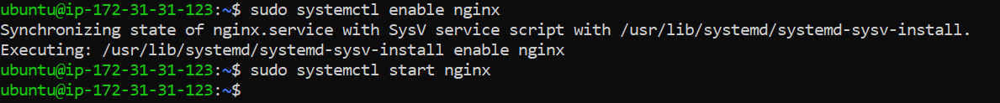 ubuntu@ip-172-31-31-123:~$ sudo systemctl enable nginx
Synchronizing state of nginx.service with SysV service script with /usr/lib/systemd/systemd-sysv-install.
Executing: /usr/lib/systemd/systemd-sysv-install enable nginx
ubuntu@ip-172-31-31-123:~$ sudo systemctl start nginx
ubuntu@ip-172-31-31-123:~$